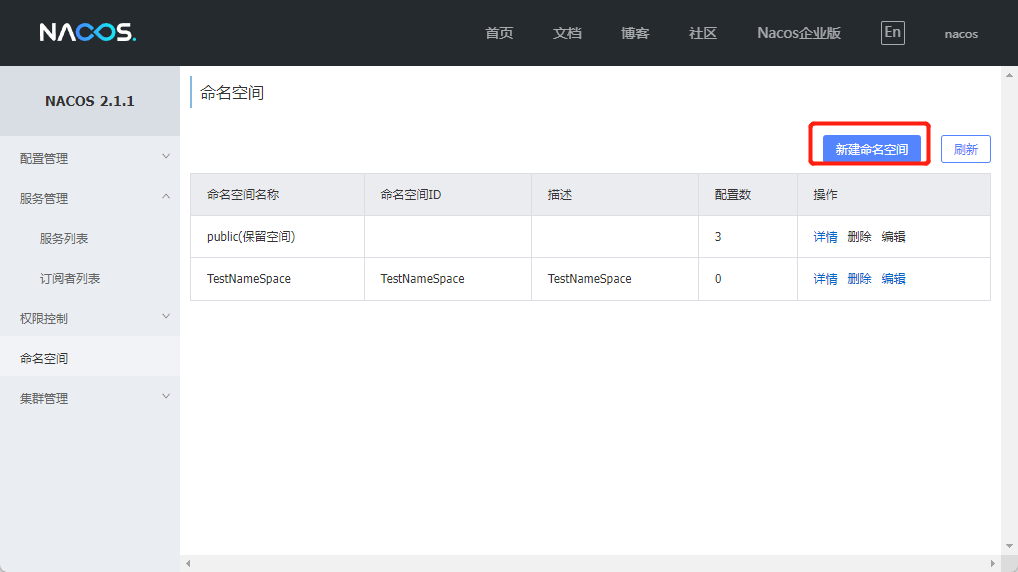 NACOS.
首页 文档 博客 社区 Nacos企业版 En nacos
NACOS 2.1.1
配置管理
服务管理
服务列表
订阅者列表
权限控制
命名空间
集群管理
命名空间
新建命名空间 刷新
命名空间名称 命名空间ID 描述 配置数 操作
public(保留空间) 3 详情 删除 编辑
TestNameSpace TestNameSpace TestNameSpace 0 详情 删除 编辑